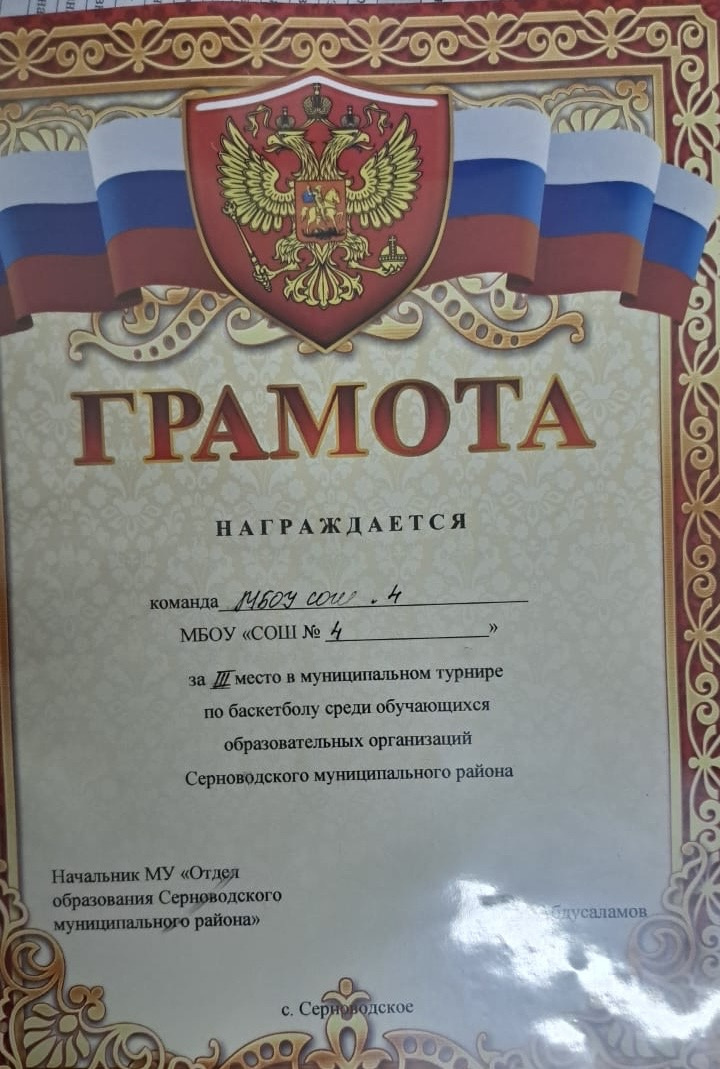 ГРАМОТА
НАГРАЖДАЕТСЯ
команда МБОУ сош . 4
МБОУ «СОШ № 4»
за III место в муниципальном турнире
по баскетболу среди обучающихся
образовательных организаций
Серноводского муниципального района
Начальник МУ «Отдел
образования Серноводского
муниципального района»
с. Серноводское